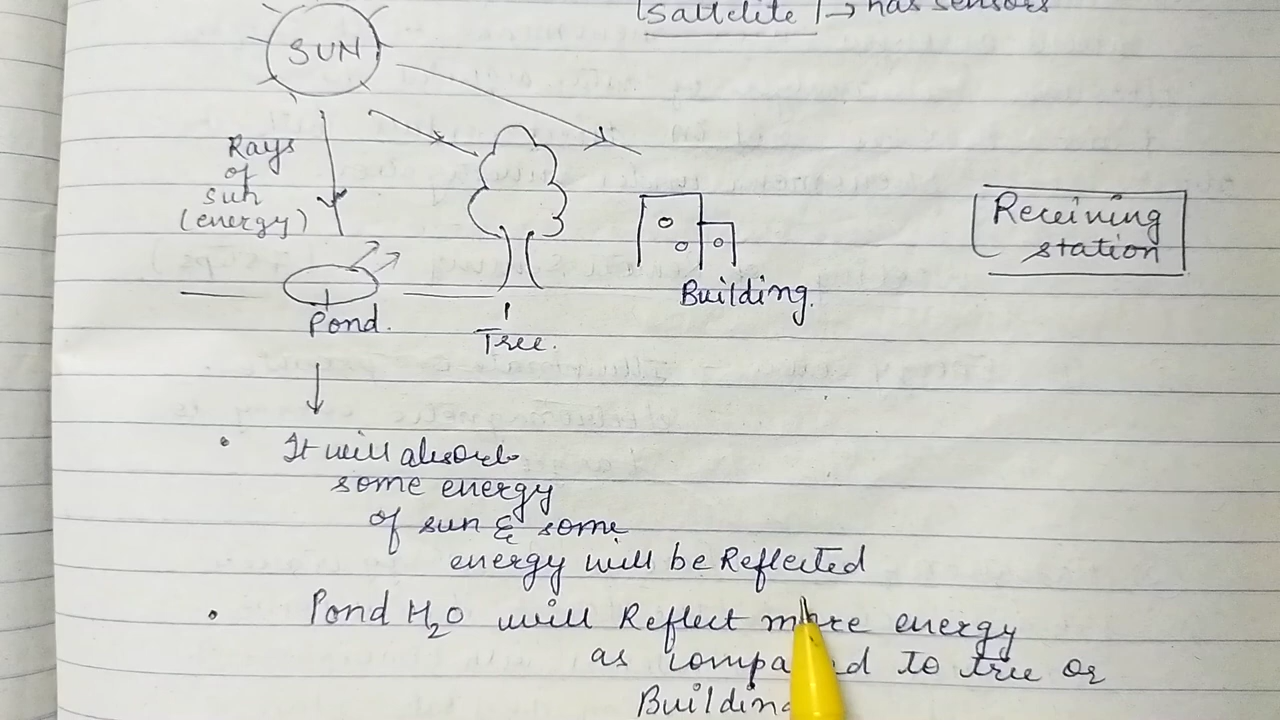 Satellite → has sensors
SUN
Rays
of
sun
(energy)
Receiving
station
Building.
Pond.
Tree.
It will absorb
some energy
of sun & some
energy will be Reflected
Pond H₂O will Reflect more energy
as compared to tree or
Building